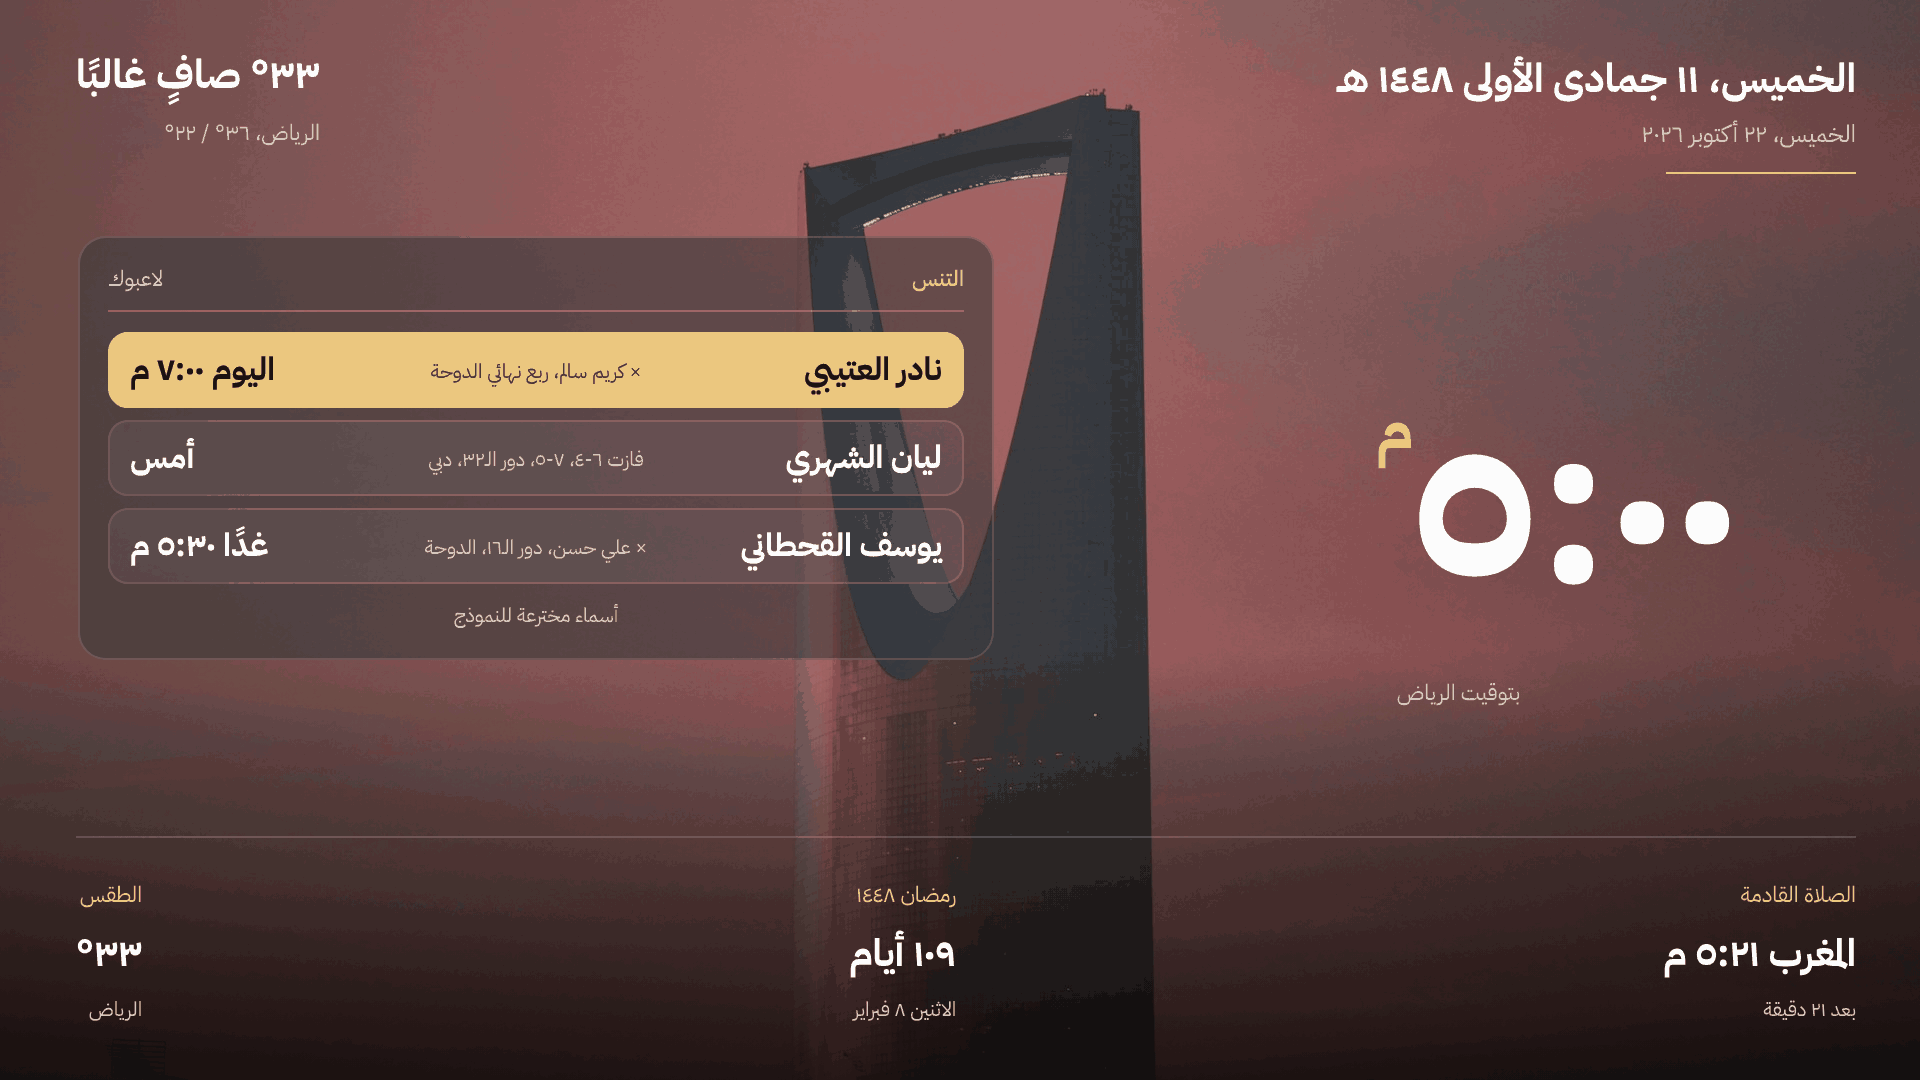 الخميس، ١١ جمادى الأولى ١٤٤٨ هـ
الخميس، ٢٢ أكتوبر ٢٠٢٦
٣٣° صافٍ غالبًا
الرياض، ٣٦° / ٢٢°
٥:٠٠ م
بتوقيت الرياض
التنس لاعبوك
نادر العتيبي × كريم سالم، ربع نهائي الدوحة اليوم ٧:٠٠ م
ليان الشهري فازت ٦-٤، ٧-٥، دور الـ٣٢، دبي أمس
يوسف القحطاني × علي حسن، دور الـ١٦، الدوحة غدًا ٥:٣٠ م
أسماء مخترعة للنموذج
الصلاة القادمة
المغرب ٥:٢١ م
بعد ٢١ دقيقة
رمضان ١٤٤٨
١٠٩ أيام
الاثنين ٨ فبراير
الطقس
٣٣°
الرياض